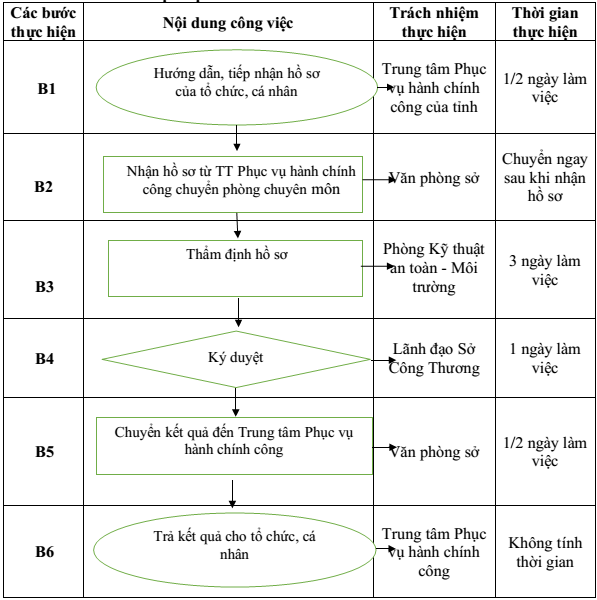 Các bước
thực hiện
Nội dung công việc
Trách nhiệm
thực hiện
Thời gian
thực hiện
B1
Hướng dẫn, tiếp nhận hồ sơ
của tổ chức, cá nhân
Trung tâm Phục
vụ hành chính
công của tỉnh
1/2 ngày làm
việc
B2
Nhận hồ sơ từ TT Phục vụ hành chính
công chuyển phòng chuyên môn
Văn phòng sở
Chuyển ngay
sau khi nhận
hồ sơ
B3
Thẩm định hồ sơ
Phòng Kỹ thuật
an toàn - Môi
trường
3 ngày làm
việc
B4
Ký duyệt
Lãnh đạo Sở
Công Thương
1 ngày làm
việc
B5
Chuyển kết quả đến Trung tâm Phục vụ
hành chính công
Văn phòng sở
1/2 ngày làm
việc
B6
Trả kết quả cho tổ chức, cá
nhân
Trung tâm Phục
vụ hành chính
công
Không tính
thời gian